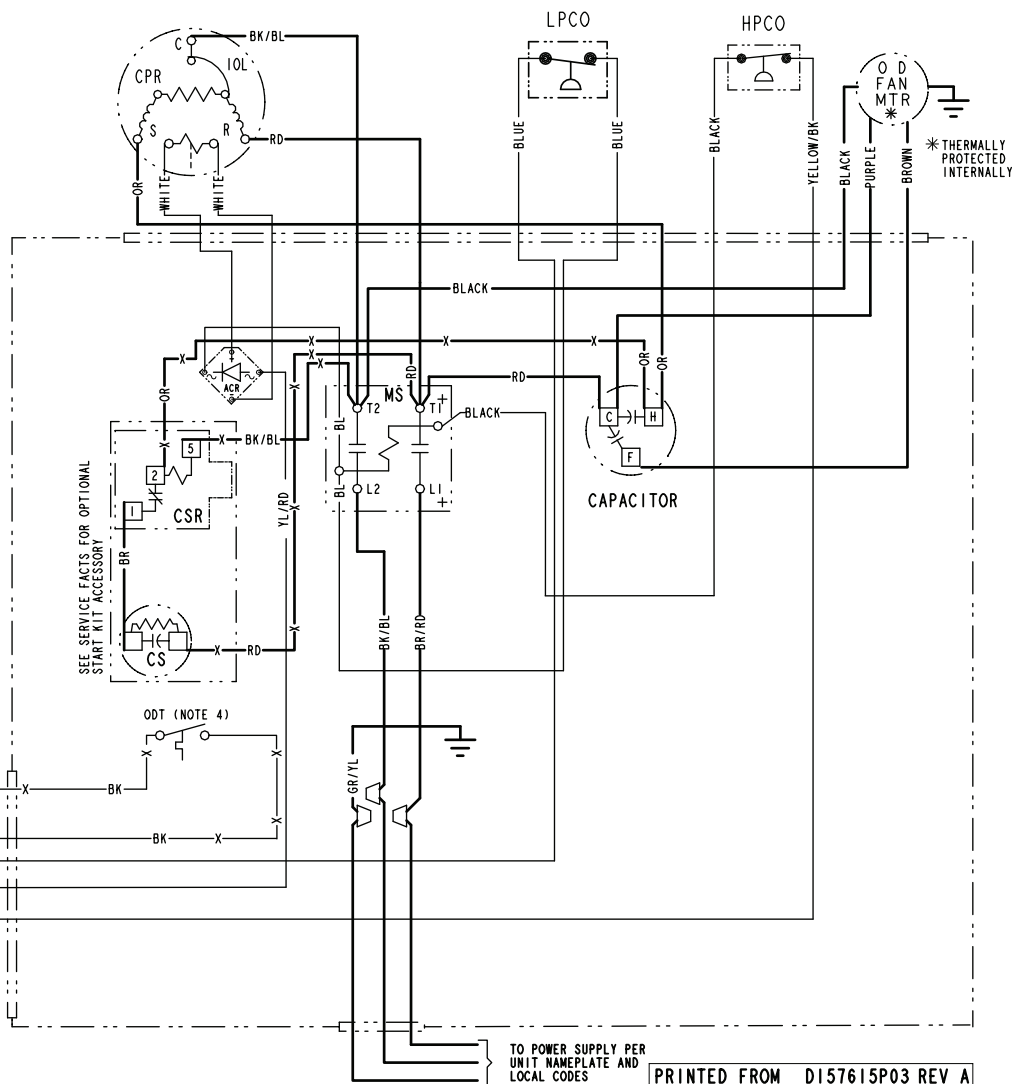 LPCO
HPCO
C
BK/BL
IOL
CPR
S
R
RD
O D
FAN
MTR
*
* THERMALLY
PROTECTED
INTERNALLY
OR
WHITE
WHITE
BLUE
BLUE
BLACK
YELLOW/BK
BLACK
PURPLE
BROWN
BLACK
X
X
X
X
X
X
X
+
ACR
-
OR
X
RD
RD
OR
OR
MS
+
T2
T1
BLACK
BL
BL
L2
L1
+
C
H
F
CAPACITOR
X
BK/BL
X
5
2
1
CSR
BR
YL/RD
X
X
CS
X
RD
SEE SERVICE FACTS FOR OPTIONAL
START KIT ACCESSORY
BK/BL
BR/RD
ODT (NOTE 4)
X
X
X
BK
X
BK
X
GR/YL
TO POWER SUPPLY PER
UNIT NAMEPLATE AND
LOCAL CODES
PRINTED FROM D157615P03 REV A